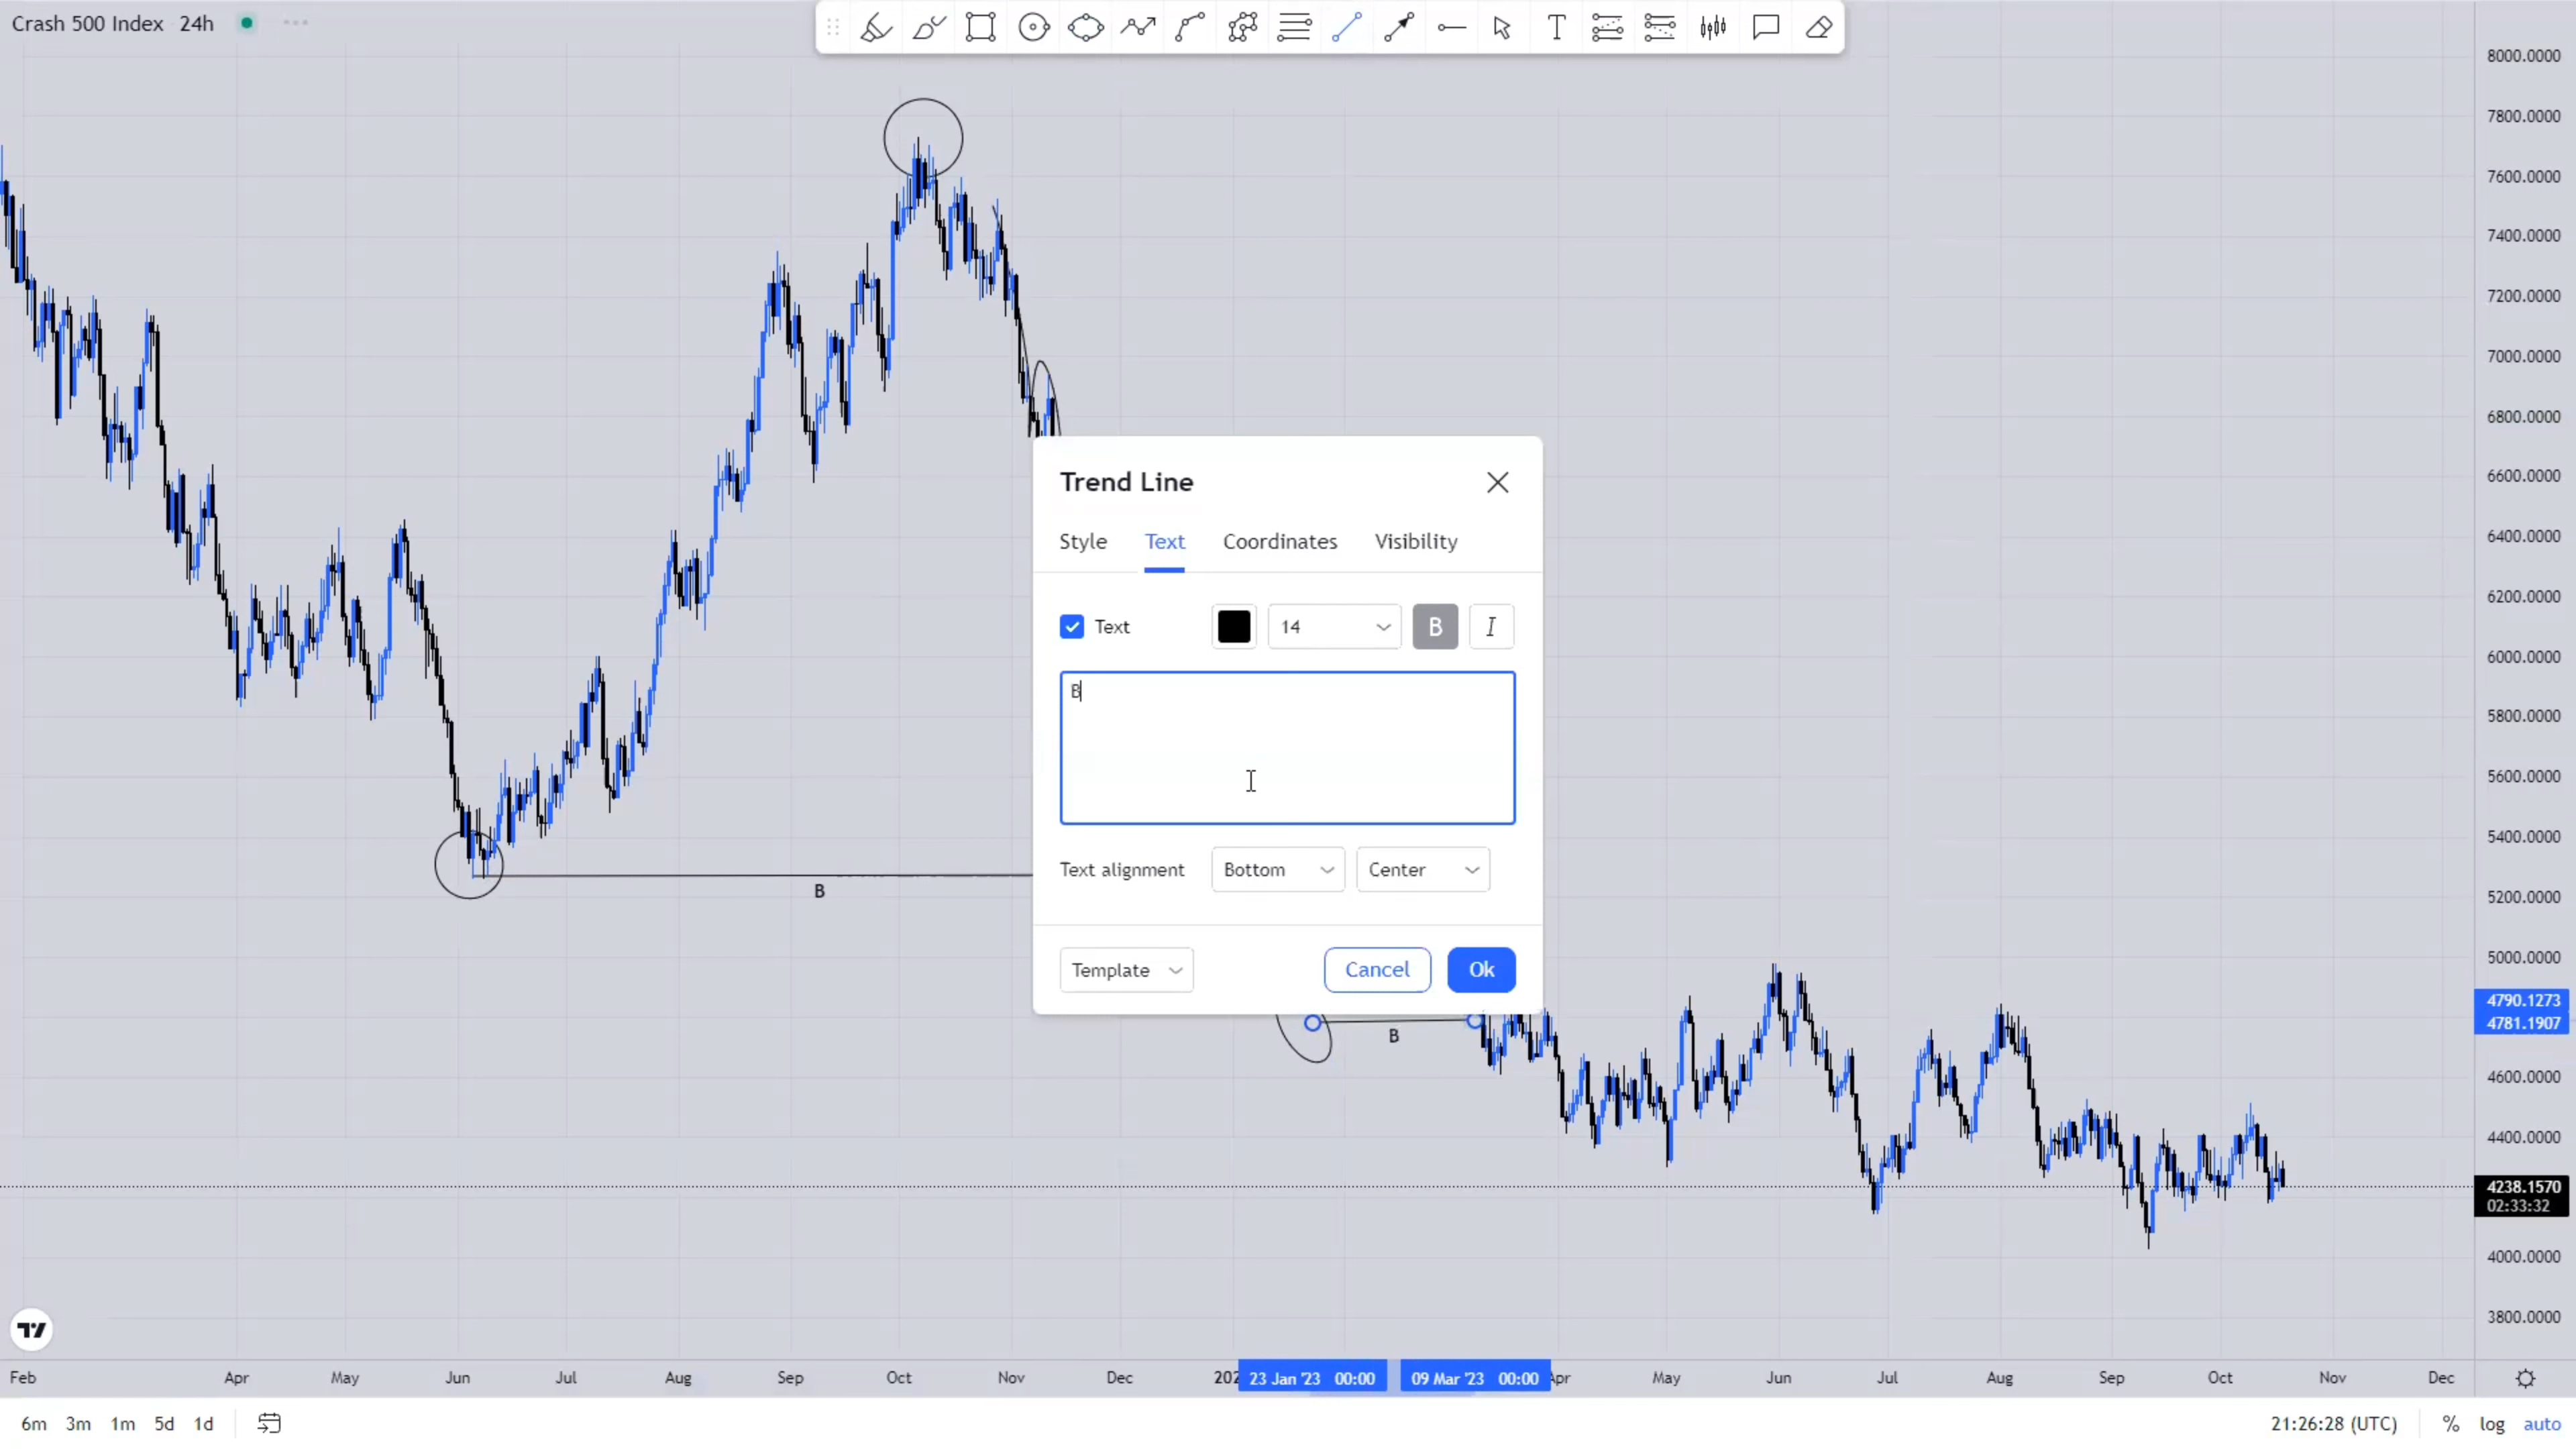 Crash 500 Index · 24h
T
8000.0000
7800.0000
7600.0000
7400.0000
7200.0000
7000.0000
6800.0000
6600.0000
6400.0000
6200.0000
6000.0000
5800.0000
5600.0000
5400.0000
5200.0000
5000.0000
4790.1273
4781.1907
4600.0000
4400.0000
4238.1570
02:33:32
4000.0000
3800.0000
Trend Line
Style Text Coordinates Visibility
Text 14 B I
B
Text alignment Bottom Center
Template Cancel Ok
B
B
Feb Apr May Jun Jul Aug Sep Oct Nov Dec 202 23 Jan '23 00:00 09 Mar '23 00:00 Apr May Jun Jul Aug Sep Oct Nov Dec
6m 3m 1m 5d 1d 21:26:28 (UTC) % log auto